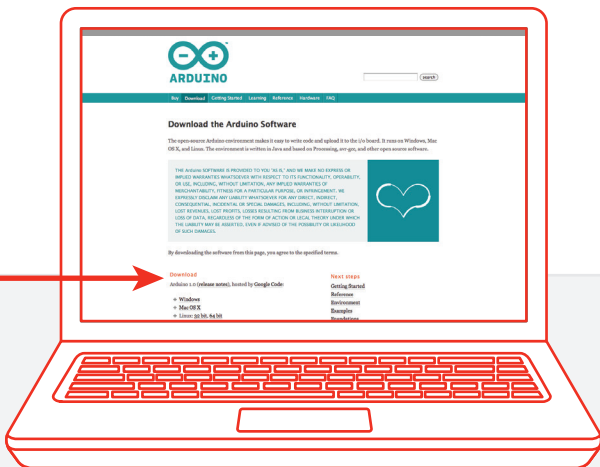 ARDUINO
search
Buy Download Getting Started Learning Reference Hardware FAQ
Download the Arduino Software
The open-source Arduino environment makes it easy to write code and upload it to the i/o board. It runs on Windows, Mac
OS X, and Linux. The environment is written in Java and based on Processing, avr-gcc, and other open source software.
THE Arduino SOFTWARE IS PROVIDED TO YOU "AS IS," AND WE MAKE NO EXPRESS OR
IMPLIED WARRANTIES WHATSOEVER WITH RESPECT TO ITS FUNCTIONALITY, OPERABILITY,
OR USE, INCLUDING, WITHOUT LIMITATION, ANY IMPLIED WARRANTIES OF
MERCHANTABILITY, FITNESS FOR A PARTICULAR PURPOSE, OR INFRINGEMENT. WE
EXPRESSLY DISCLAIM ANY LIABILITY WHATSOEVER FOR ANY DIRECT, INDIRECT,
CONSEQUENTIAL, INCIDENTAL OR SPECIAL DAMAGES, INCLUDING, WITHOUT LIMITATION,
LOST REVENUES, LOST PROFITS, LOSSES RESULTING FROM BUSINESS INTERRUPTION OR
LOSS OF DATA, REGARDLESS OF THE FORM OF ACTION OR LEGAL THEORY UNDER WHICH
THE LIABILITY MAY BE ASSERTED, EVEN IF ADVISED OF THE POSSIBILITY OR LIKELIHOOD
OF SUCH DAMAGES.
By downloading the software from this page, you agree to the specified terms.
Download
Arduino 1.0 (release notes), hosted by Google Code:
+ Windows
+ Mac OS X
+ Linux: 32 bit, 64 bit
Next steps
Getting Started
Reference
Environment
Examples
Foundations